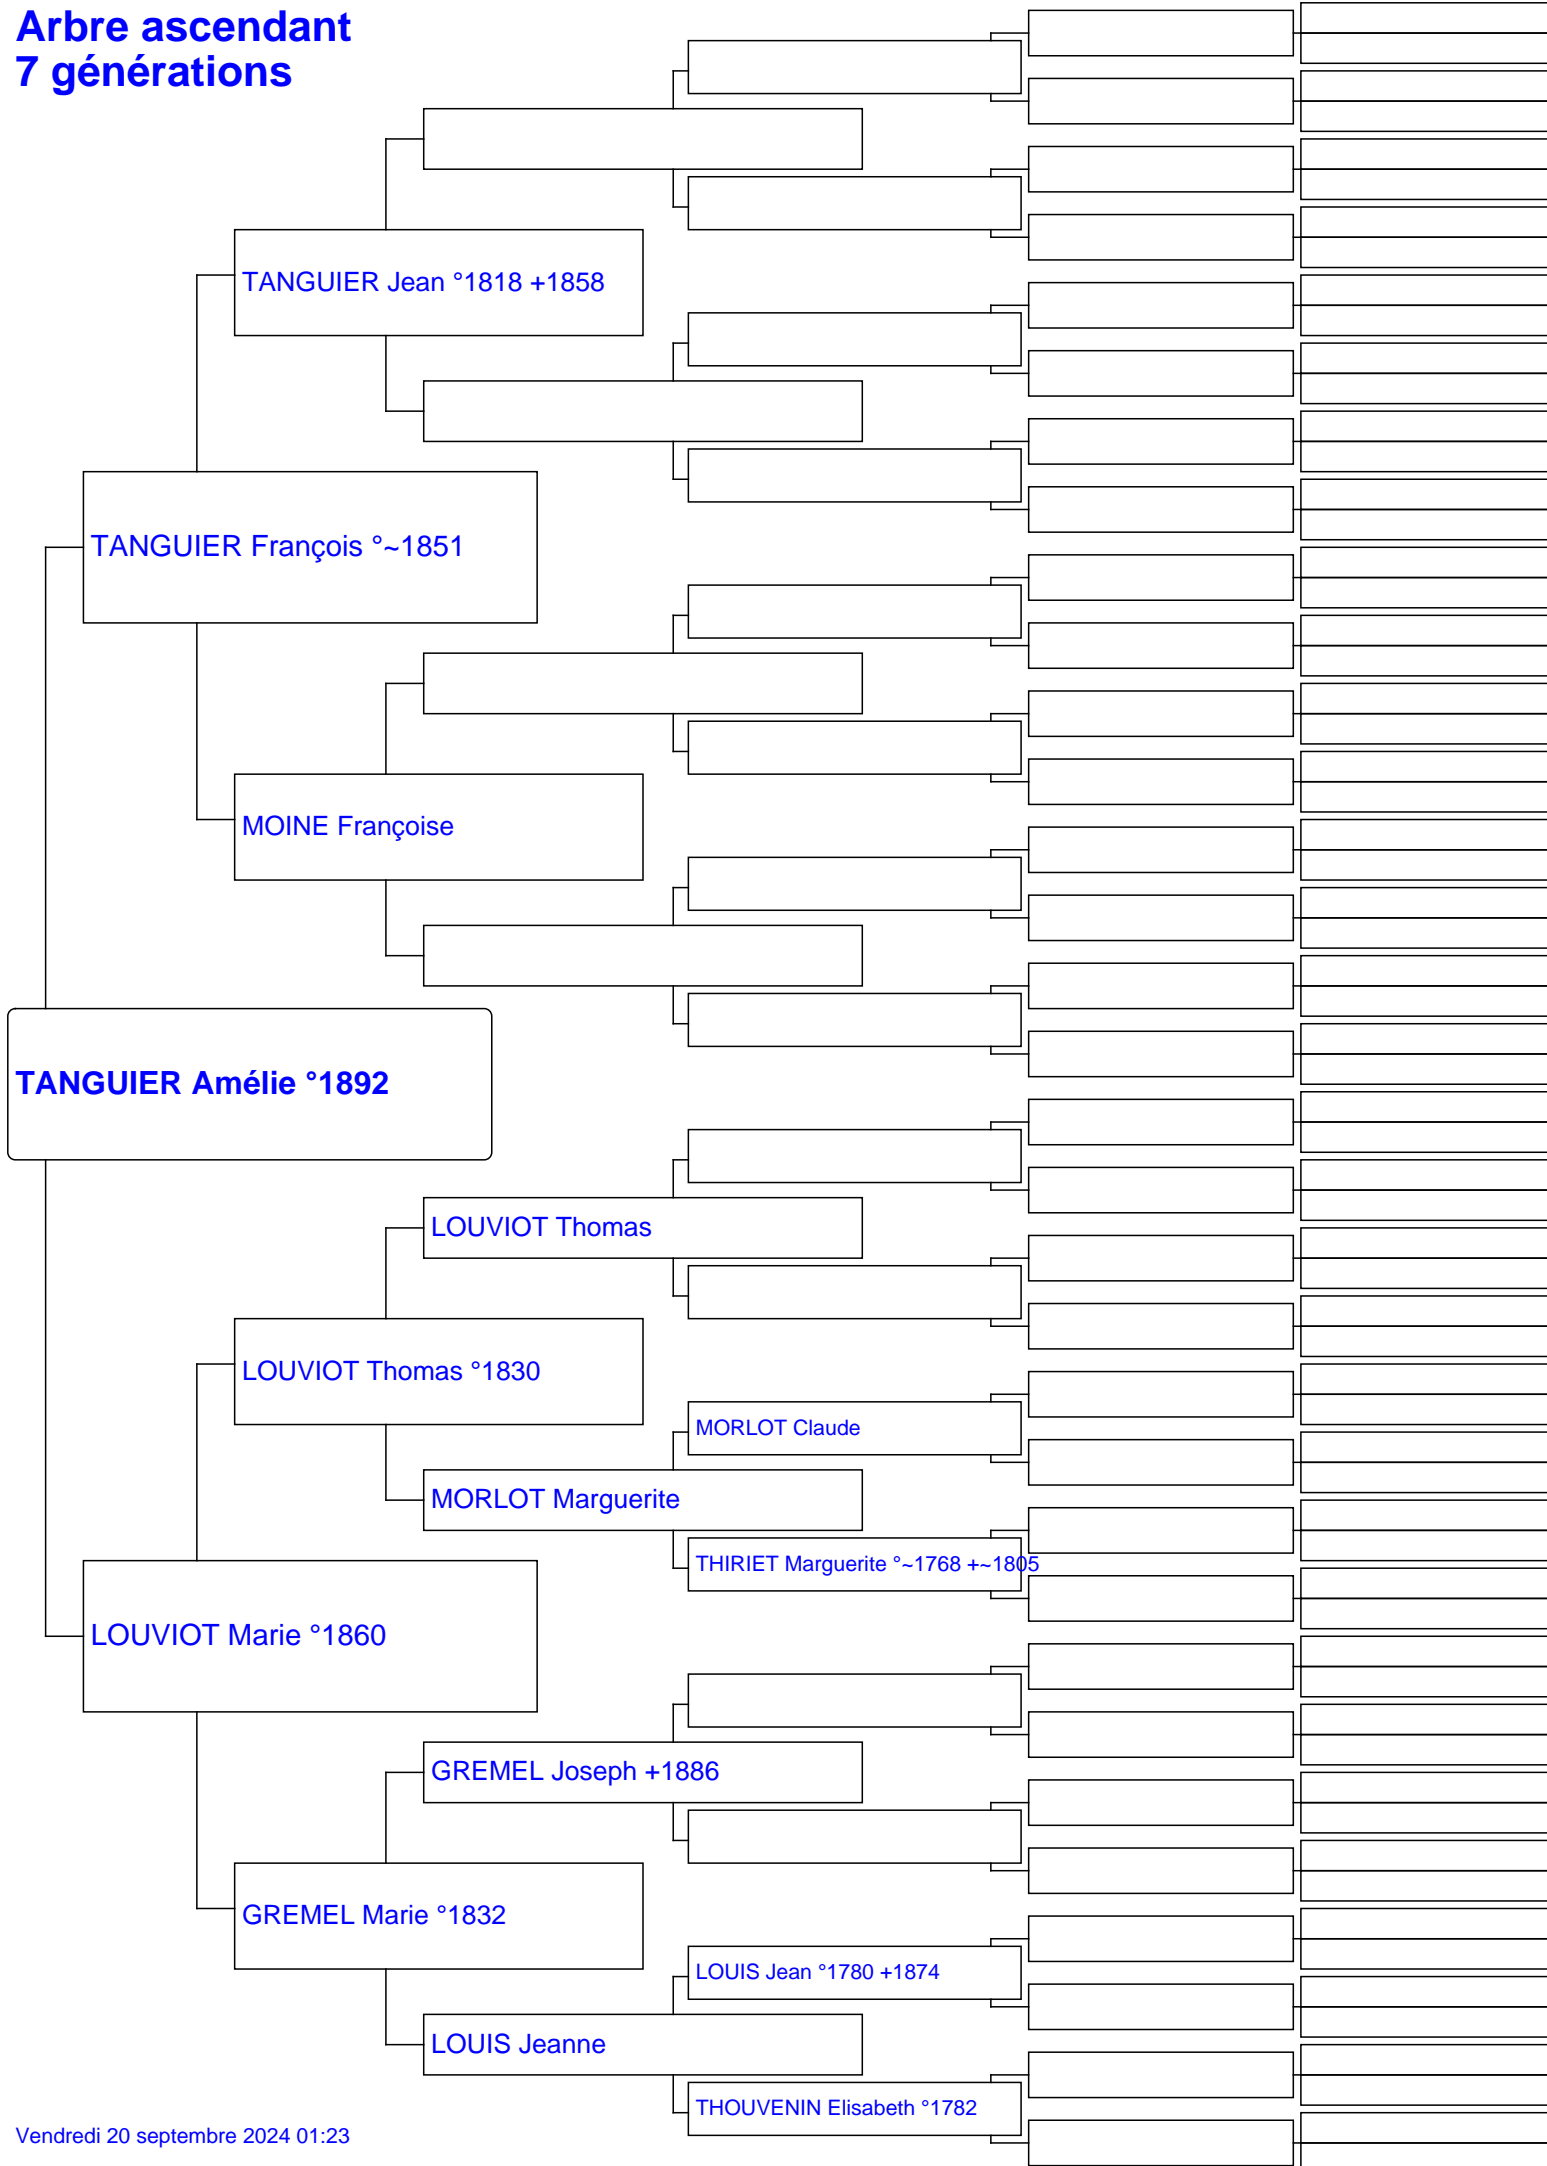 Arbre ascendant
7 générations
TANGUIER Jean °1818 +1858
TANGUIER François °~1851
MOINE Françoise
TANGUIER Amélie °1892
LOUVIOT Thomas
LOUVIOT Thomas °1830
MORLOT Claude
MORLOT Marguerite
THIRIET Marguerite °~1768 +~1805
LOUVIOT Marie °1860
GREMEL Joseph +1886
GREMEL Marie °1832
LOUIS Jean °1780 +1874
LOUIS Jeanne
THOUVENIN Elisabeth °1782
Vendredi 20 septembre 2024 01:23